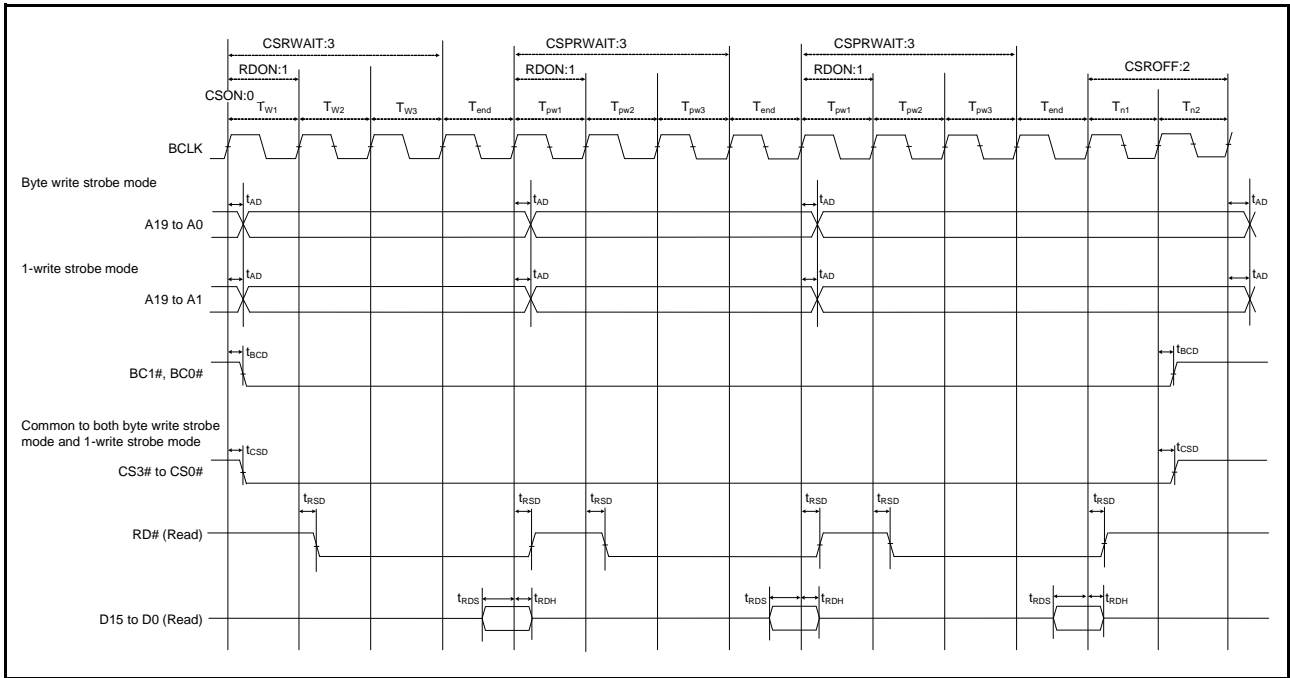 CSRWAIT:3 CSPRWAIT:3 CSPRWAIT:3
RDON:1 RDON:1 RDON:1 CSROFF:2
CSON:0
TW1 TW2 TW3 Tend Tpw1 Tpw2 Tpw3 Tend Tpw1 Tpw2 Tpw3 Tend Tn1 Tn2
BCLK
Byte write strobe mode
tAD tAD tAD tAD
A19 to A0
1-write strobe mode
tAD tAD tAD tAD
A19 to A1
tBCD tBCD
BC1#, BC0#
Common to both byte write strobe
mode and 1-write strobe mode
tCSD tCSD
CS3# to CS0#
tRSD tRSD tRSD tRSD tRSD tRSD
RD# (Read)
tRDS tRDH tRDS tRDH tRDS tRDH
D15 to D0 (Read)